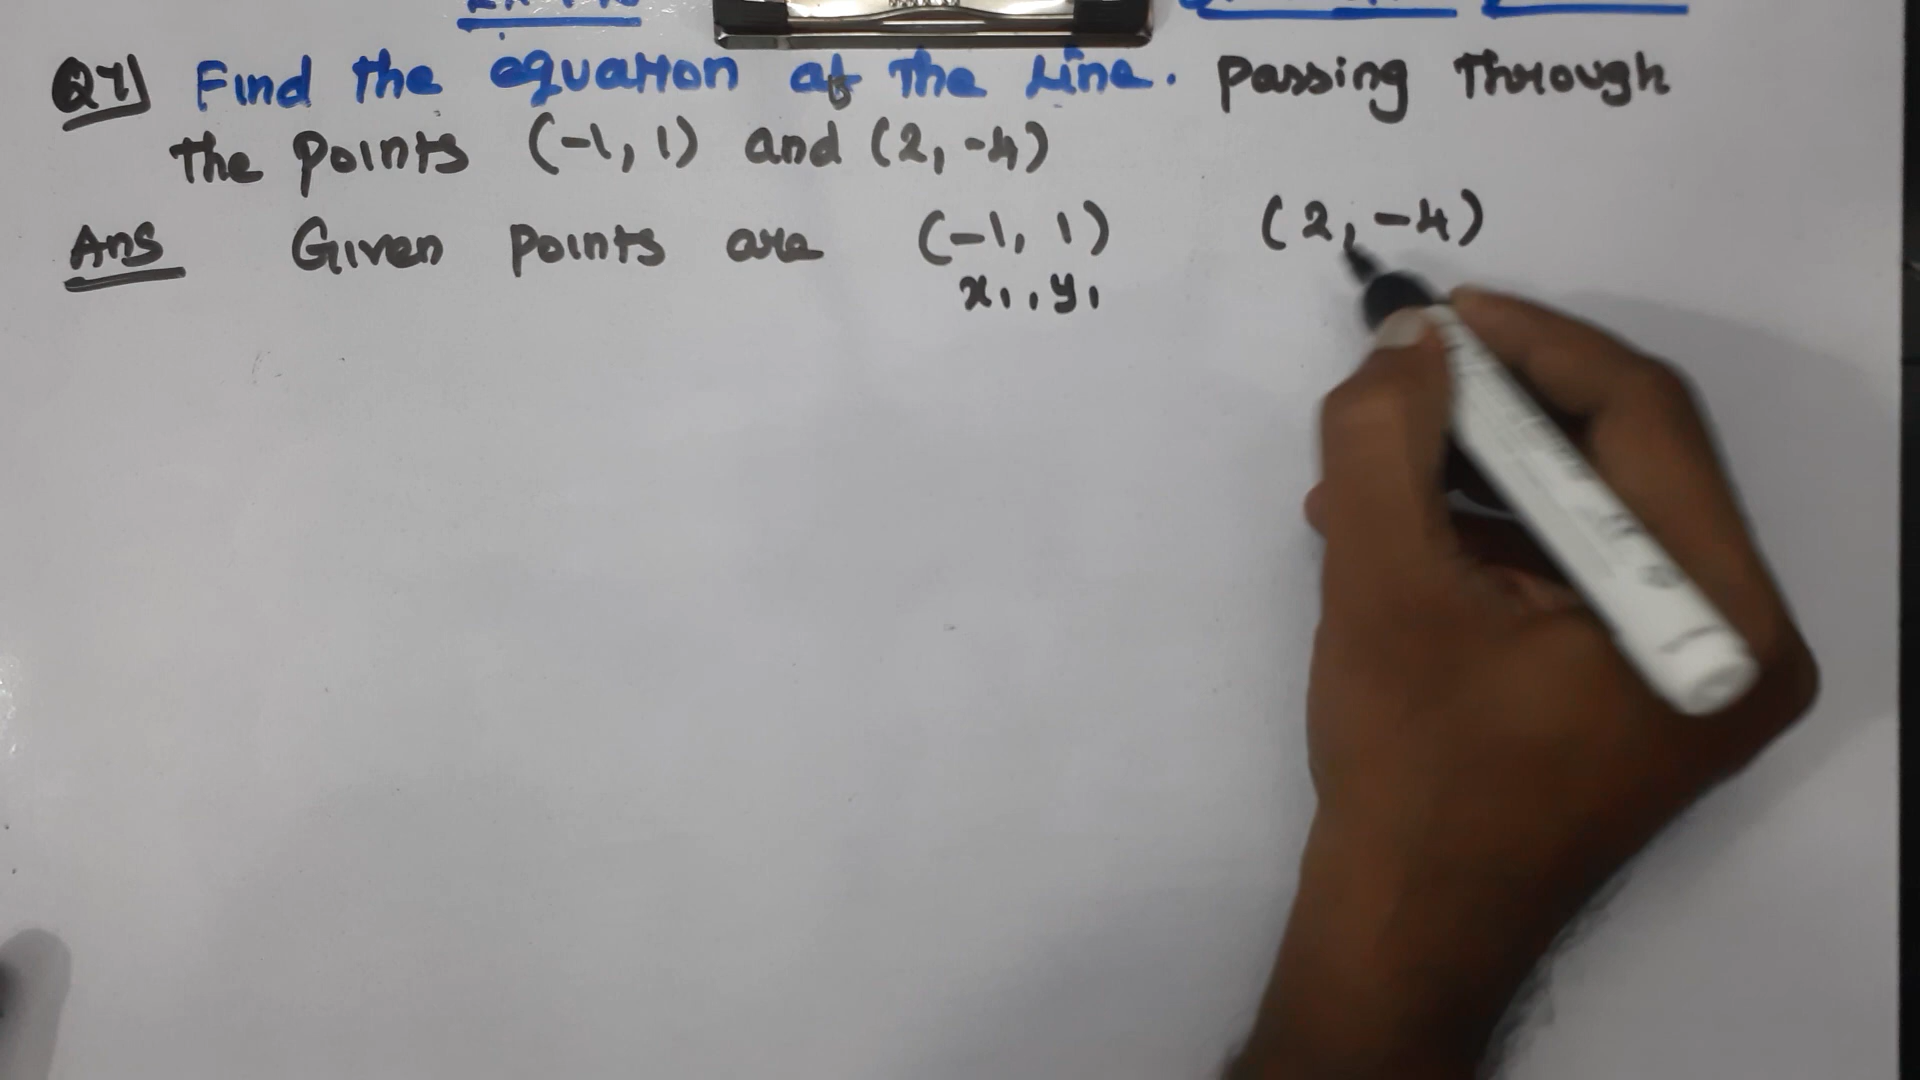 Q7) Find the equation of the line. passing through
the points (-1, 1) and (2, -4)
Ans Given points are (-1, 1) (2, -4)
x₁, y₁